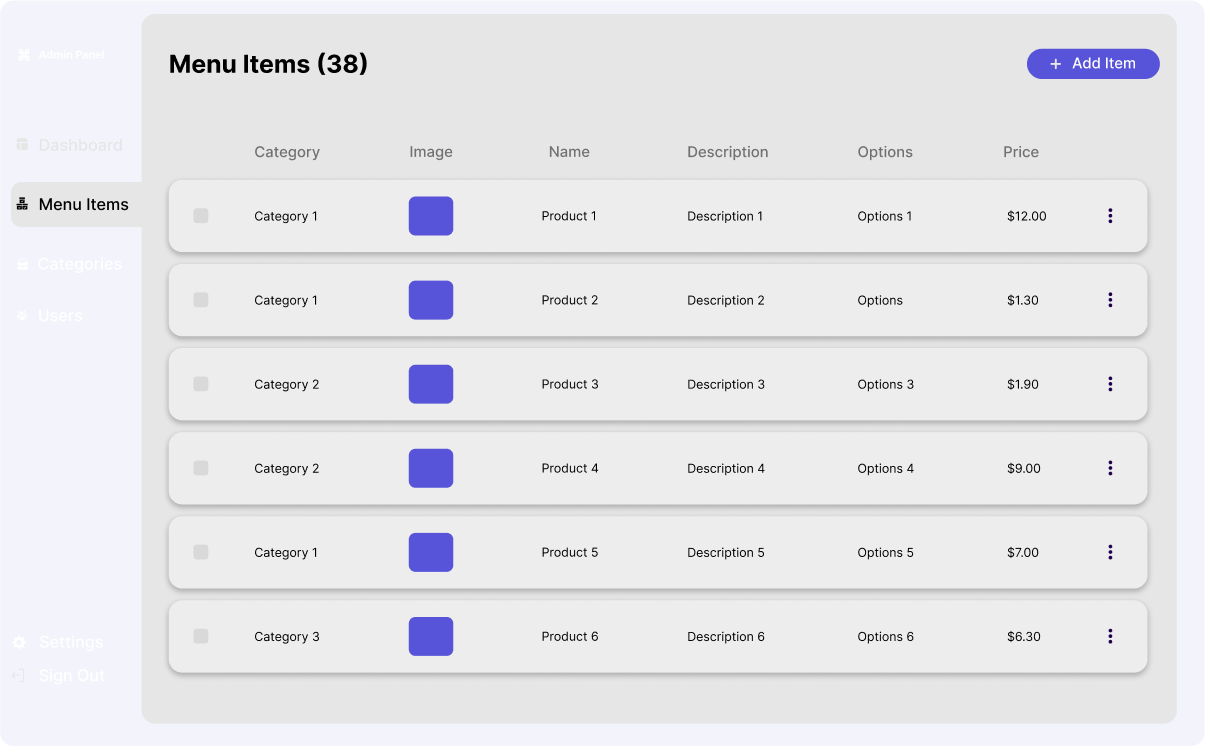 Admin Panel
Menu Items (38)
+ Add Item
Dashboard
Menu Items
Categories
Users
Settings
Sign Out
Category Image Name Description Options Price
Category 1 Product 1 Description 1 Options 1 $12.00
Category 1 Product 2 Description 2 Options $1.30
Category 2 Product 3 Description 3 Options 3 $1.90
Category 2 Product 4 Description 4 Options 4 $9.00
Category 1 Product 5 Description 5 Options 5 $7.00
Category 3 Product 6 Description 6 Options 6 $6.30